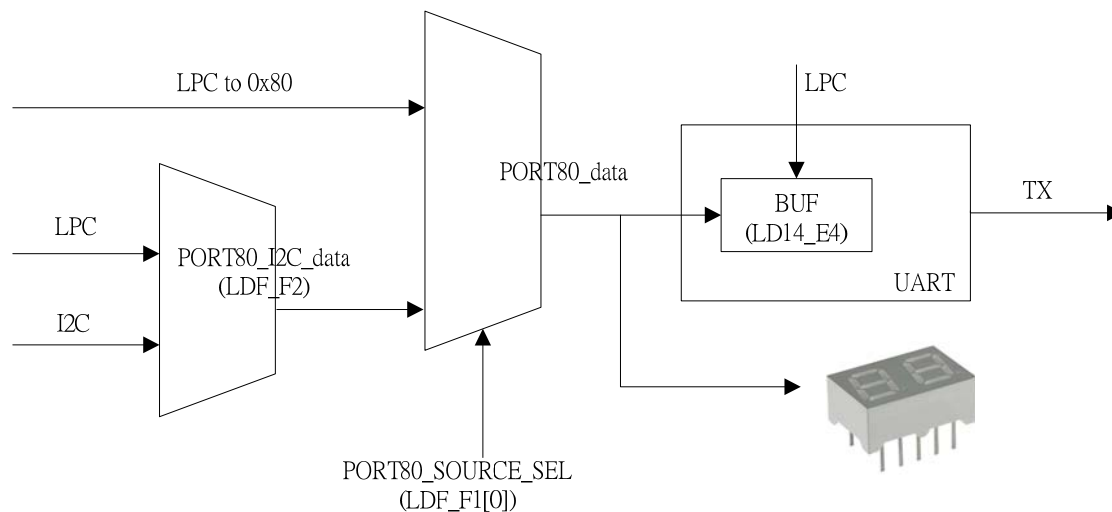 LPC to 0x80
LPC
PORT80_data
LPC
BUF
(LD14_E4)
TX
PORT80_I2C_data
(LDF_F2)
UART
I2C
PORT80_SOURCE_SEL
(LDF_F1[0])